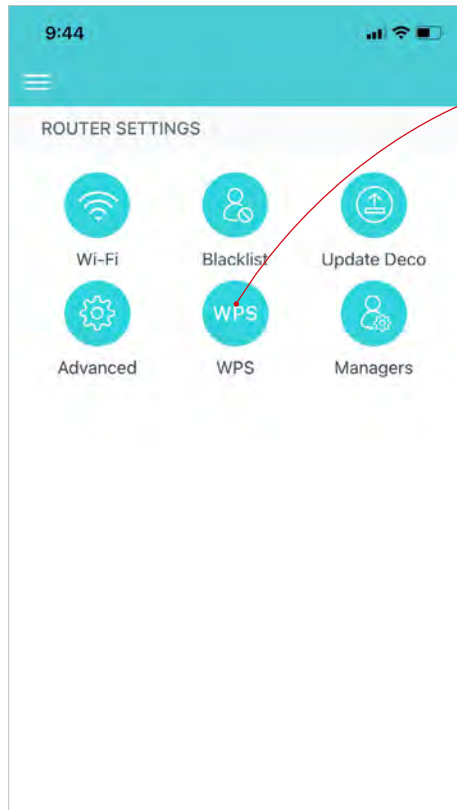 9:44
ROUTER SETTINGS
Wi-Fi Blacklist Update Deco
WPS
Advanced WPS Managers